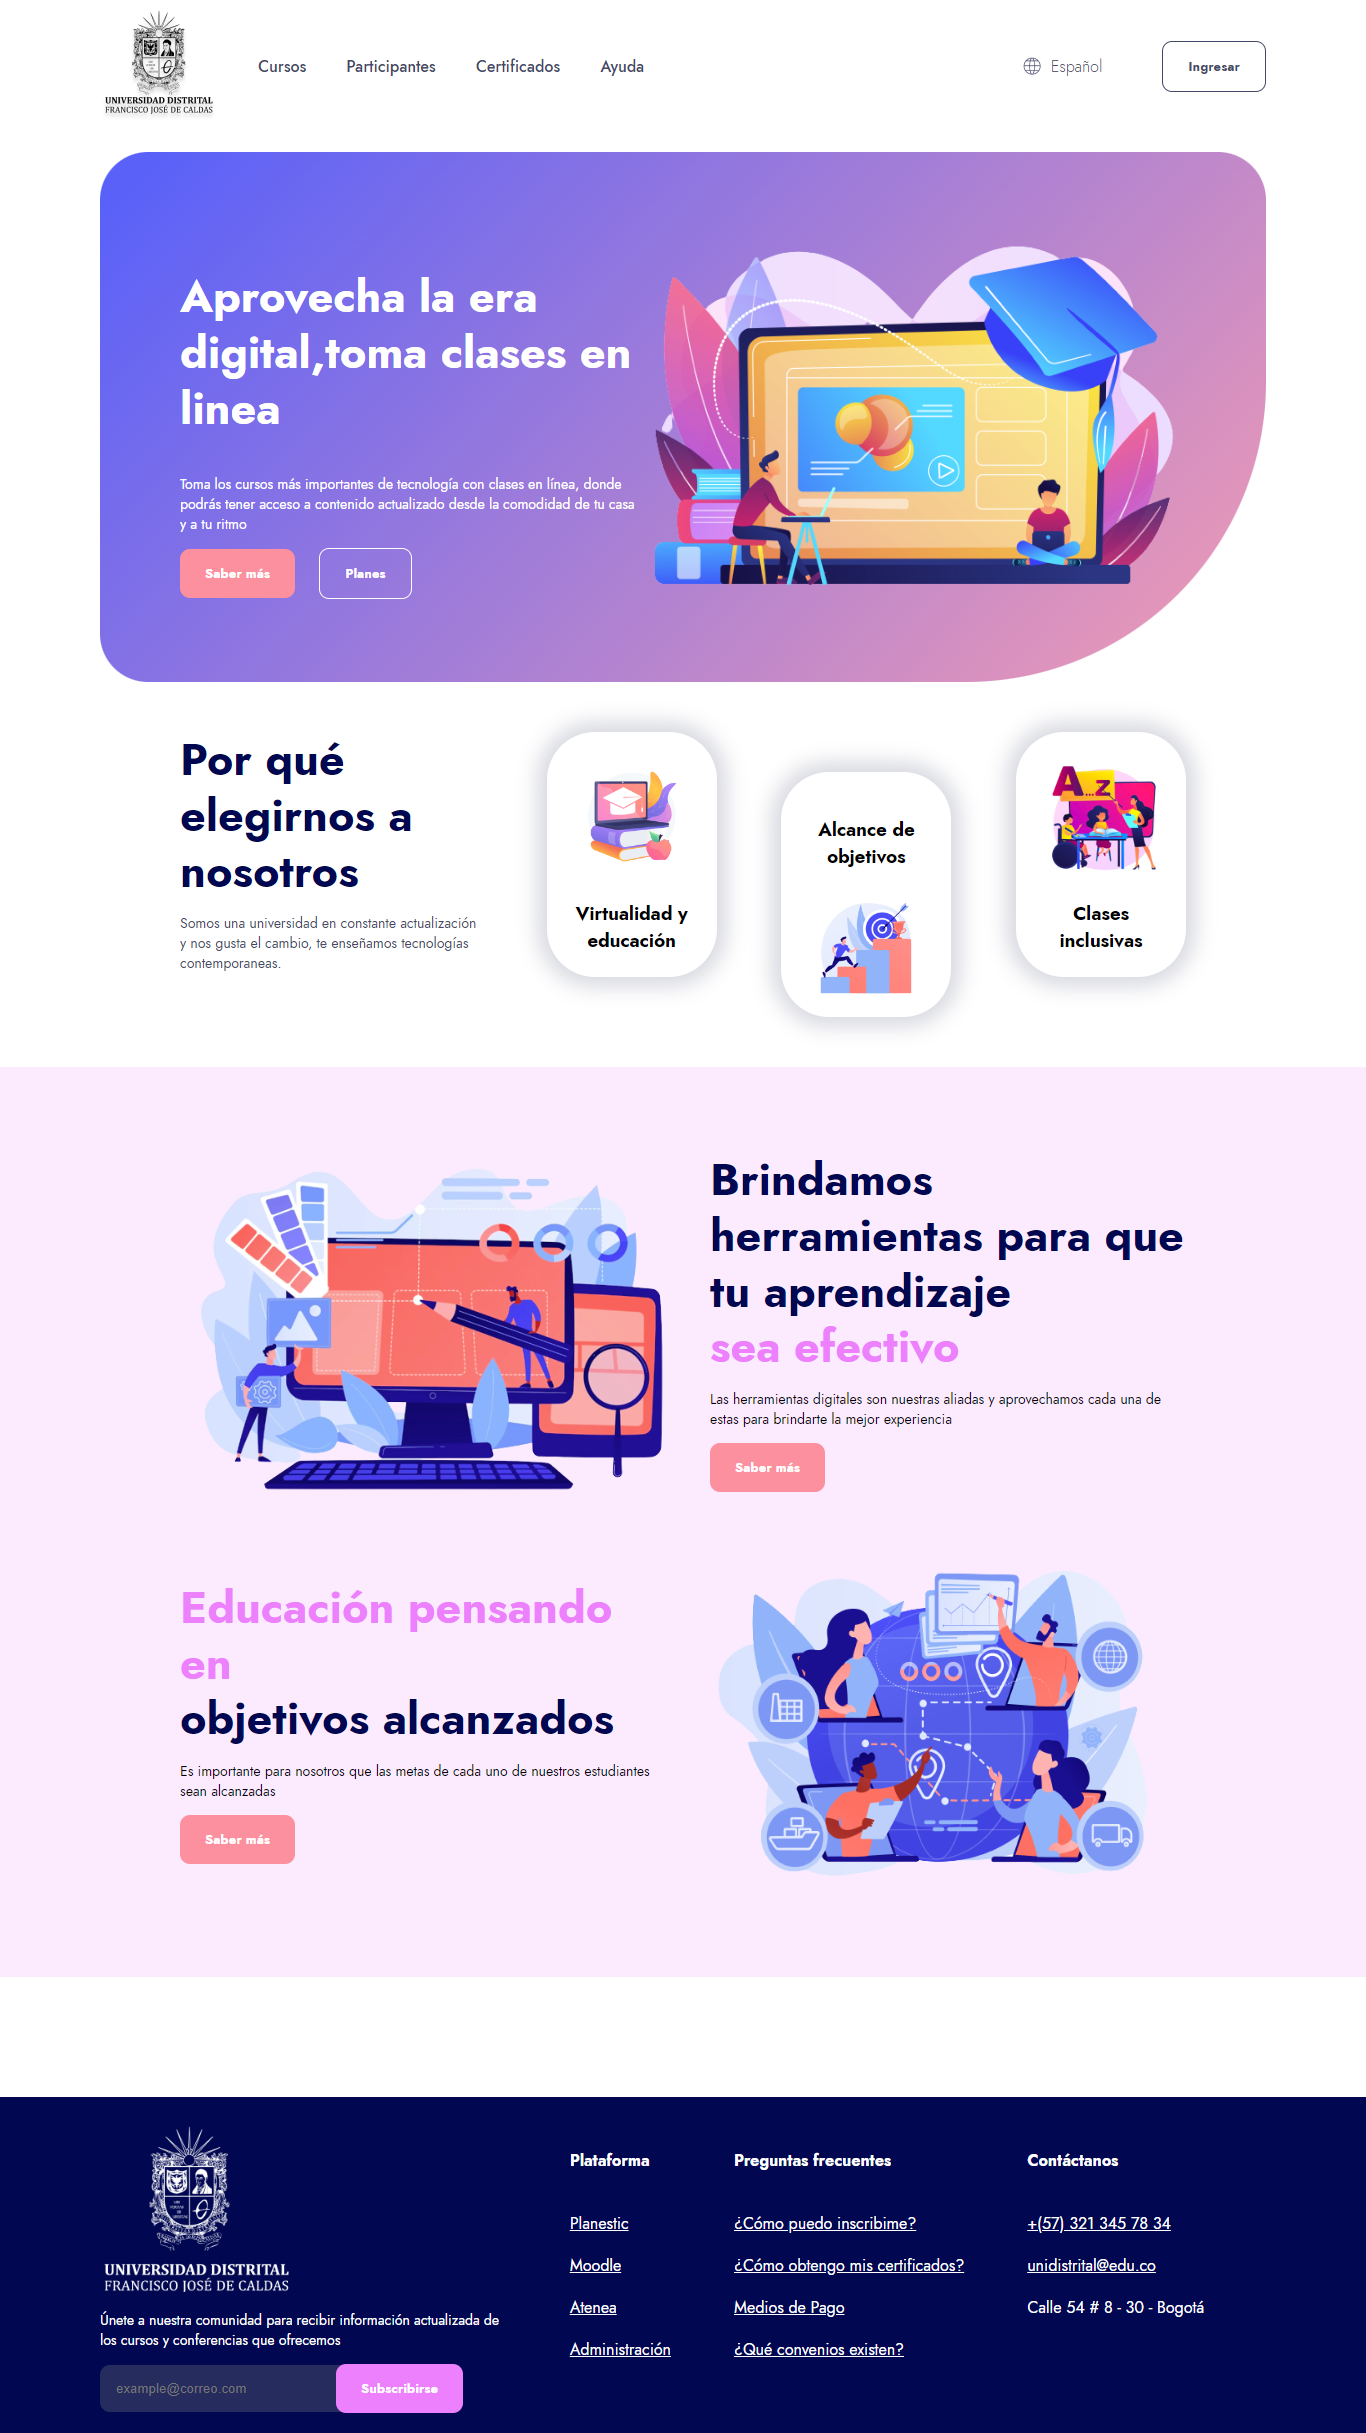 UNIVERSIDAD DISTRITAL
FRANCISCO JOSÉ DE CALDAS
Cursos
Participantes
Certificados
Ayuda
Español
Ingresar
Aprovecha la era
digital,toma clases en
linea
Toma los cursos más importantes de tecnología con clases en línea, donde
podrás tener acceso a contenido actualizado desde la comodidad de tu casa
y a tu ritmo
Saber más
Planes
Por qué
elegirnos a
nosotros
Somos una universidad en constante actualización
y nos gusta el cambio, te enseñamos tecnologías
contemporaneas.
Virtualidad y
educación
Alcance de
objetivos
A...Z
Clases
inclusivas
Brindamos
herramientas para que
tu aprendizaje
sea efectivo
Las herramientas digitales son nuestras aliadas y aprovechamos cada una de
estas para brindarte la mejor experiencia
Saber más
Educación pensando
en
objetivos alcanzados
Es importante para nosotros que las metas de cada uno de nuestros estudiantes
sean alcanzadas
Saber más
UNIVERSIDAD DISTRITAL
FRANCISCO JOSÉ DE CALDAS
Únete a nuestra comunidad para recibir información actualizada de
los cursos y conferencias que ofrecemos
example@correo.com
Subscribirse
Plataforma
Planestic
Moodle
Atenea
Administración
Preguntas frecuentes
¿Cómo puedo inscribime?
¿Cómo obtengo mis certificados?
Medios de Pago
¿Qué convenios existen?
Contáctanos
+(57) 321 345 78 34
unidistrital@edu.co
Calle 54 # 8 - 30 - Bogotá